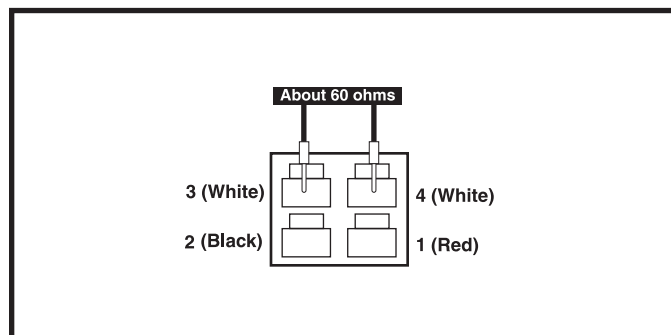 About 60 ohms
3 (White)
4 (White)
2 (Black)
1 (Red)